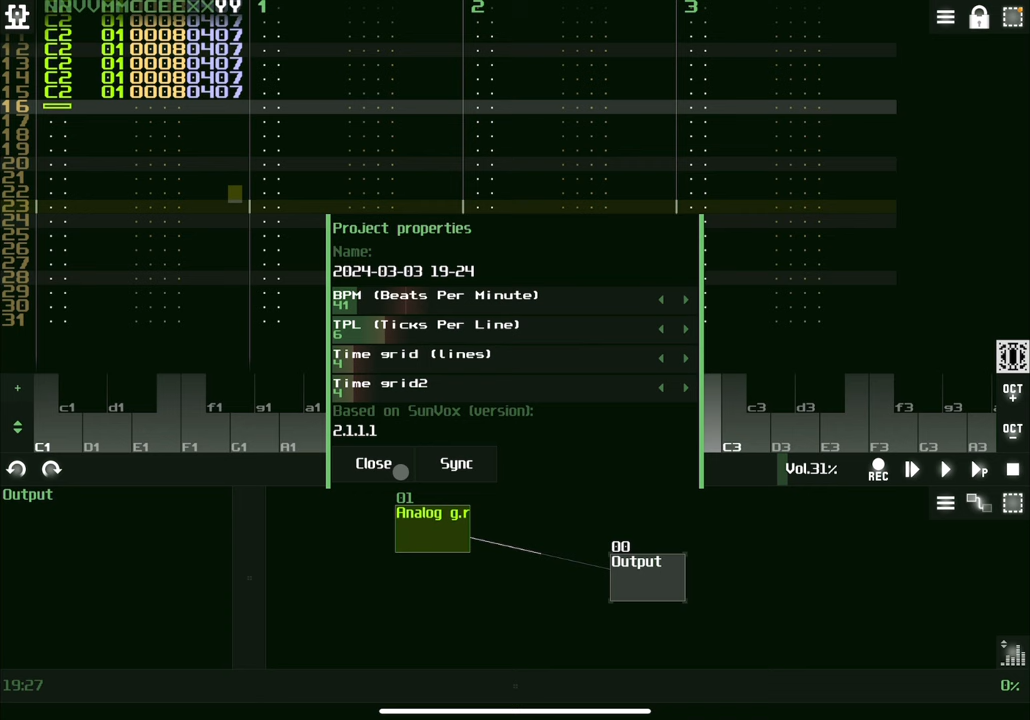 NNVVMMCCEEXXYY 1 2 3
11 C2 01 00080407
12 C2 01 00080407
13 C2 01 00080407
14 C2 01 00080407
15 C2 01 00080407
16
17
18
19
20
21
22
23
24
25
26
27
28
29
30
31
Project properties
Name:
2024-03-03 19-24
BPM (Beats Per Minute)
41
TPL (Ticks Per Line)
6
Time grid (lines)
4
Time grid2
4
Based on SunVox (version):
2.1.1.1
Close Sync
+ c1 d1 f1 g1 a1 c3 d3 f3 g3 a
OCT
+
C1 D1 E1 F1 G1 A1 C3 D3 E3 F3 G3 A3
OCT
-
Vol.31% REC P
Output
01
Analog g.r
00
Output
19:27 0%